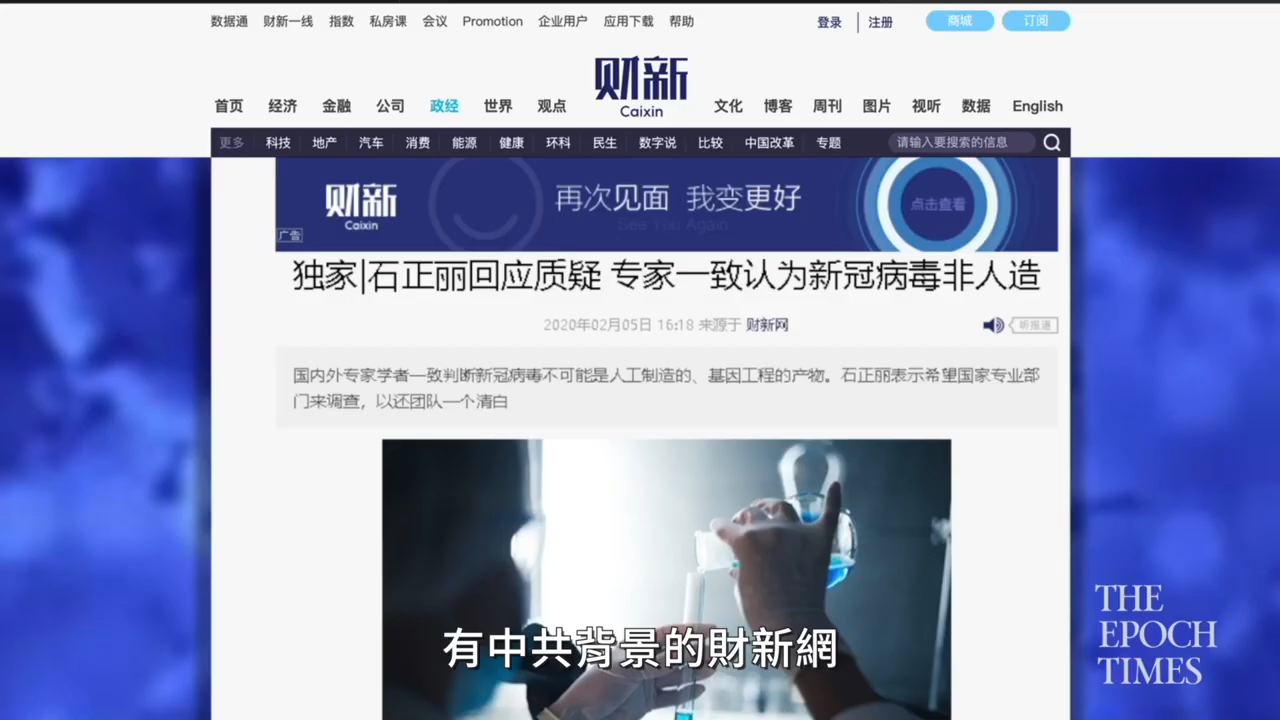 数据通 财新一线 指数 私房课 会议 Promotion 企业用户 应用下载 帮助 登录 注册 商城 订阅
财新
Caixin
首页 经济 金融 公司 政经 世界 观点 文化 博客 周刊 图片 视听 数据 English
更多 科技 地产 汽车 消费 能源 健康 环科 民生 数字说 比较 中国改革 专题 请输入要搜索的信息
财新
Caixin
再次见面 我变更好
See You Again
点击查看
广告
独家|石正丽回应质疑 专家一致认为新冠病毒非人造
2020年02月05日 16:18 来源于 财新网 听报道
国内外专家学者一致判断新冠病毒不可能是人工制造的、基因工程的产物。石正丽表示希望国家专业部
门来调查，以还团队一个清白
有中共背景的財新網
THE
EPOCH
TIMES